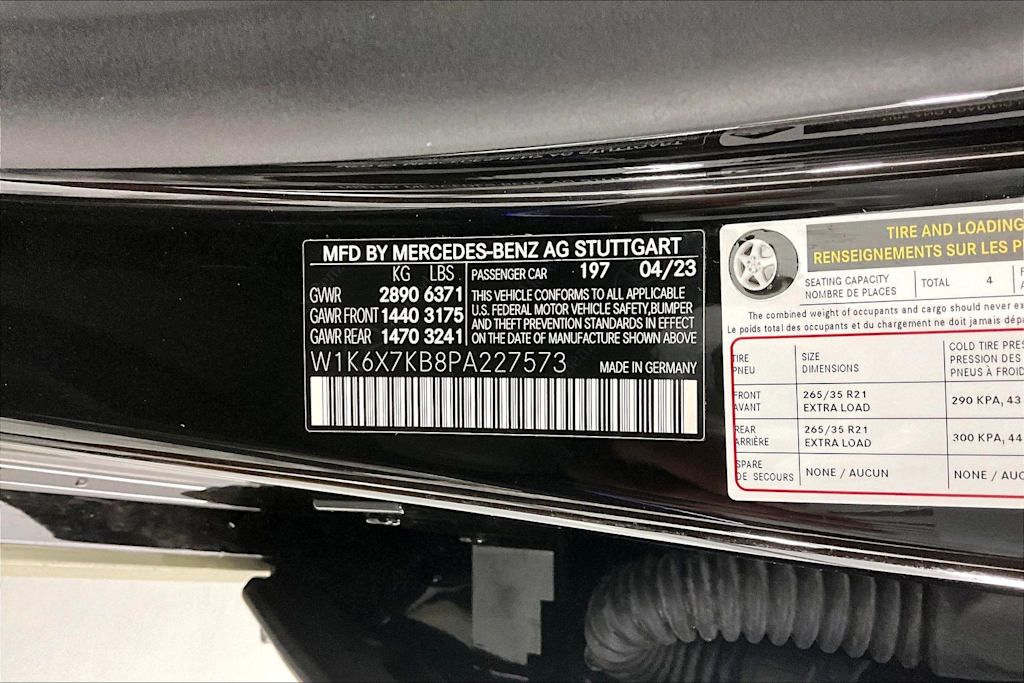 MFD BY MERCEDES-BENZ AG STUTTGART
KG LBS
PASSENGER CAR 197 04/23
GVWR 2890 6371
GAWR FRONT 1440 3175
GAWR REAR 1470 3241
THIS VEHICLE CONFORMS TO ALL APPLICABLE
U.S. FEDERAL MOTOR VEHICLE SAFETY, BUMPER
AND THEFT PREVENTION STANDARDS IN EFFECT
ON THE DATE OF MANUFACTURE SHOWN ABOVE
W1K6X7KB8PA227573
MADE IN GERMANY
TIRE AND LOADING
RENSEIGNEMENTS SUR LES
SEATING CAPACITY
NOMBRE DE PLACES
TOTAL 4
The combined weight of occupants and cargo should never
Le poids total des occupants et du chargement ne doit jamais
TIRE
PNEU
SIZE
DIMENSIONS
COLD TIRE
PRESSION DES
PNEUS À FROID
FRONT
AVANT
265/35 R21
EXTRA LOAD
290 KPA, 43
REAR
ARRIÈRE
265/35 R21
EXTRA LOAD
300 KPA, 44
SPARE
DE SECOURS
NONE / AUCUN
NONE /